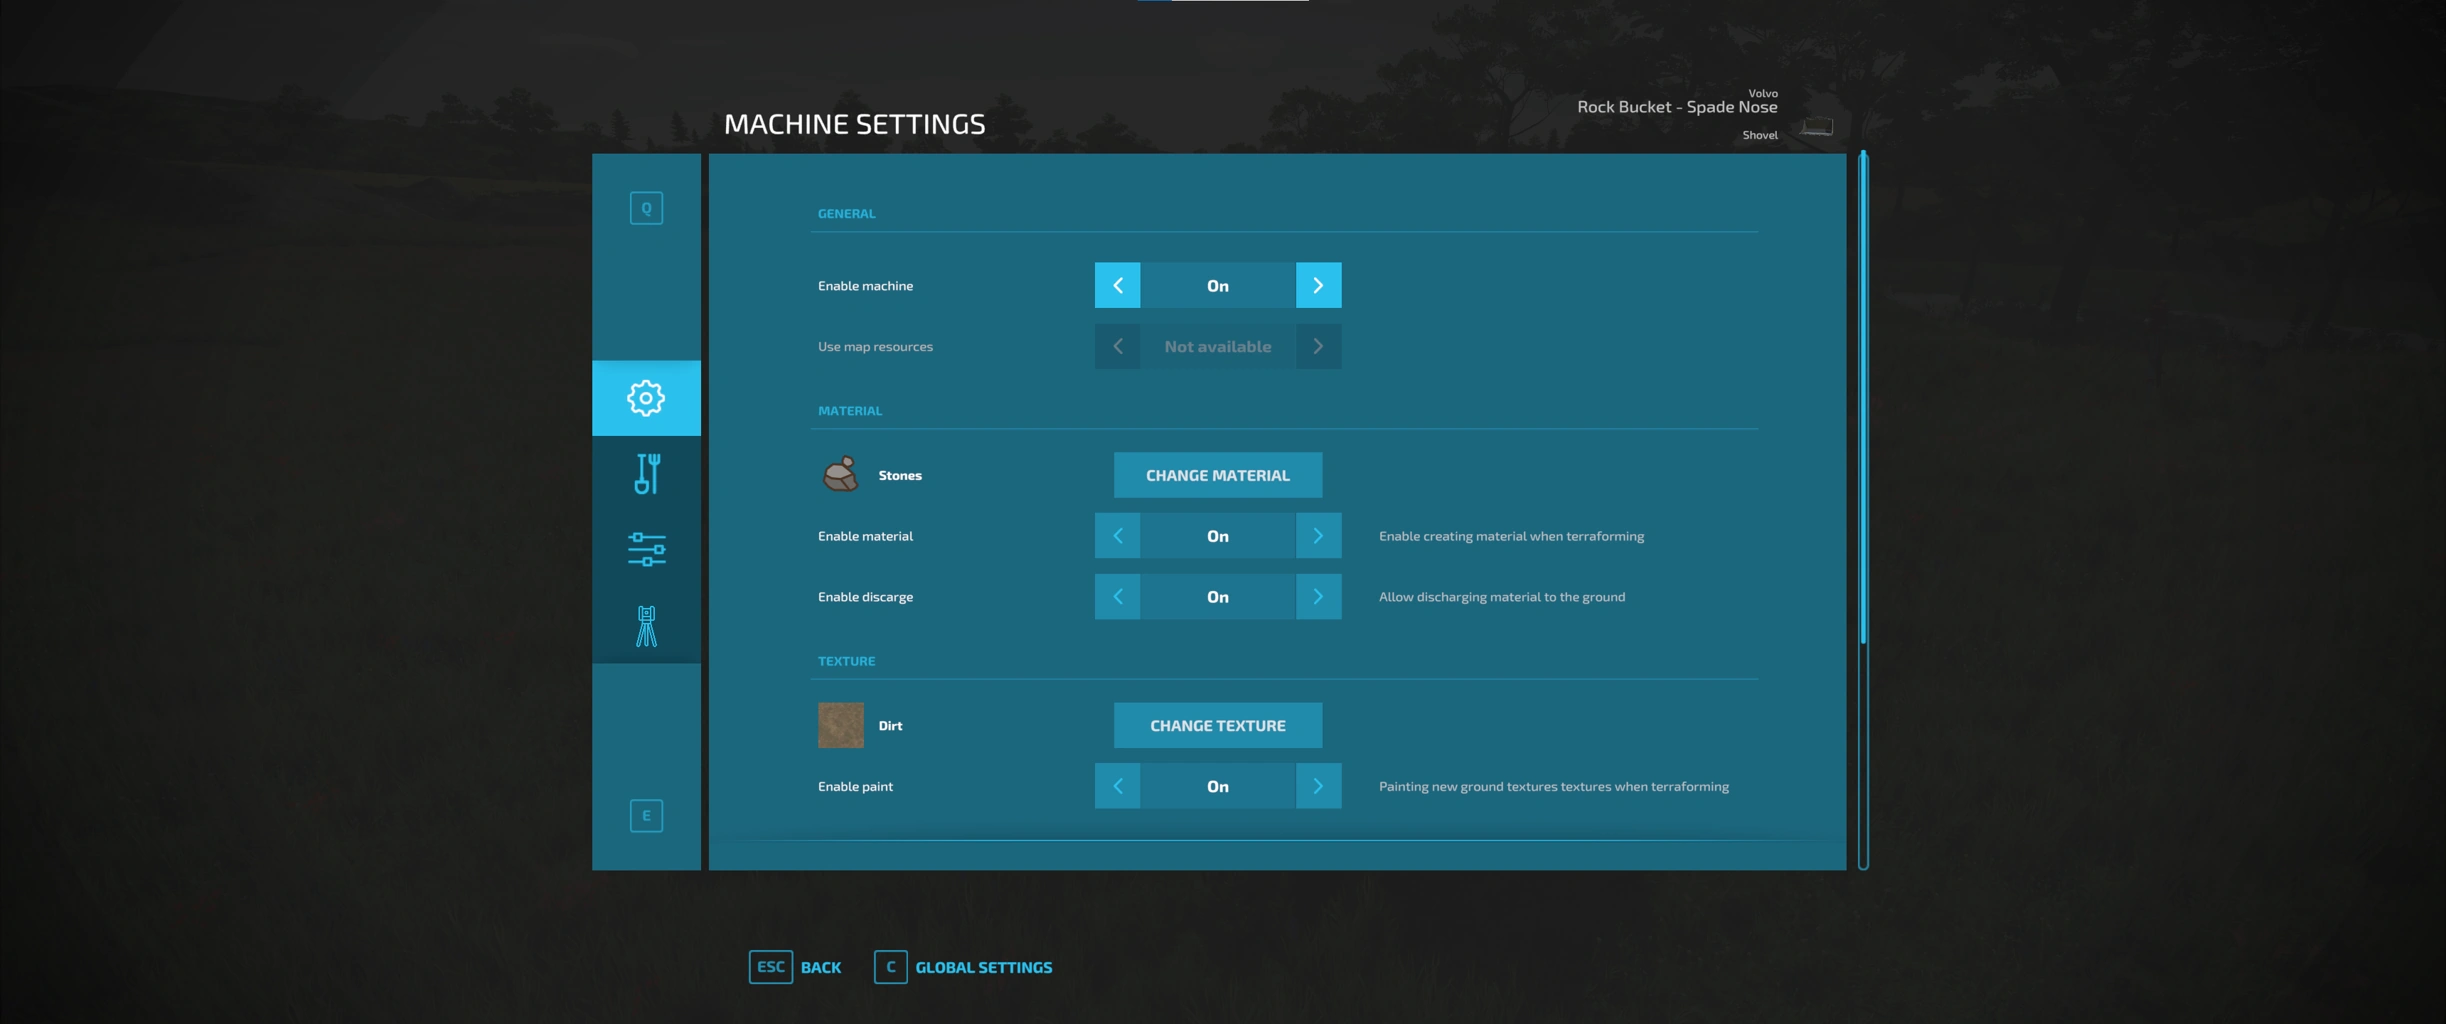 Volvo
Rock Bucket - Spade Nose
MACHINE SETTINGS
Shovel
Q
GENERAL
Enable machine
On
Use map resources
Not available
MATERIAL
Stones
CHANGE MATERIAL
Enable material
On
Enable creating material when terraforming
Enable discarge
On
Allow discharging material to the ground
TEXTURE
Dirt
CHANGE TEXTURE
Enable paint
On
Painting new ground textures textures when terraforming
E
ESC BACK
C GLOBAL SETTINGS